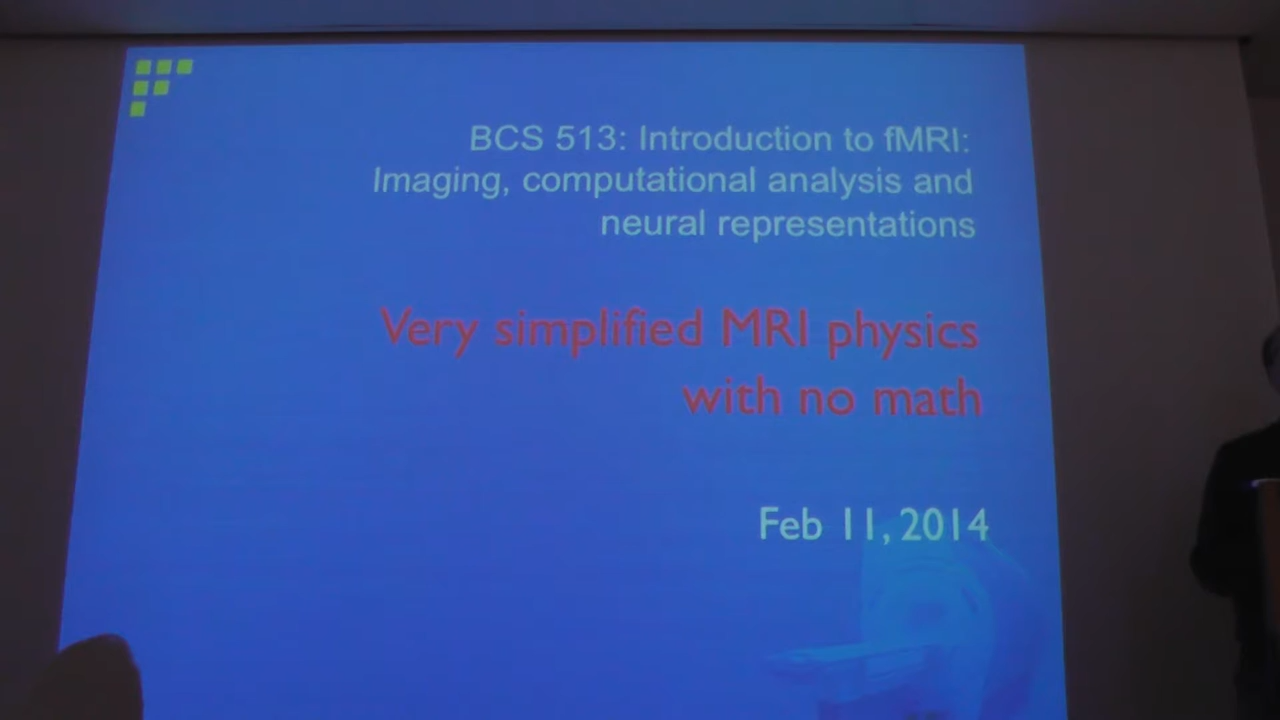 BCS 513: Introduction to fMRI:
Imaging, computational analysis and
neural representations
Very simplified MRI physics
with no math
Feb 11, 2014